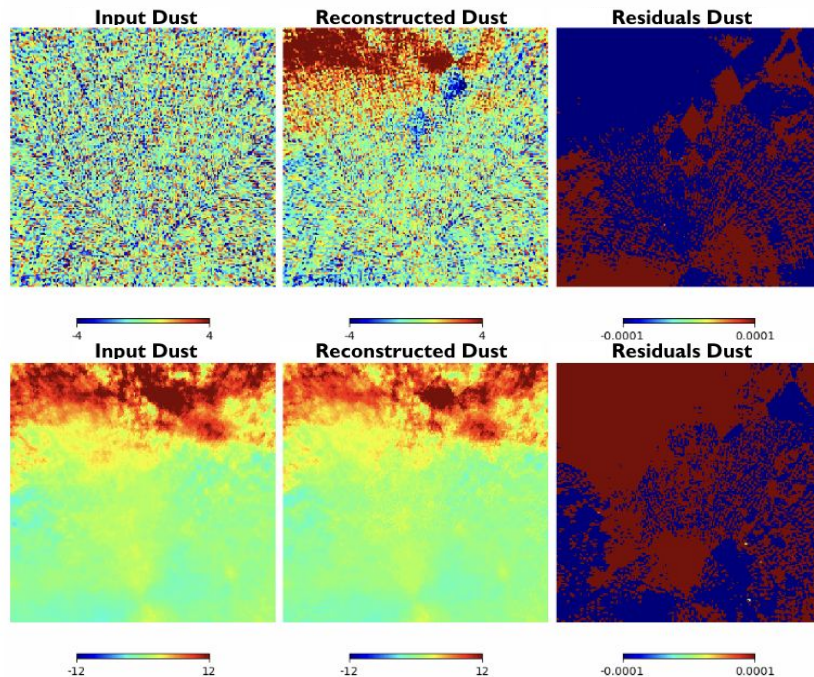 Input Dust Reconstructed Dust Residuals Dust
-4 4 -4 4 -0.0001 0.0001
Input Dust Reconstructed Dust Residuals Dust
-12 12 -12 12 -0.0001 0.0001